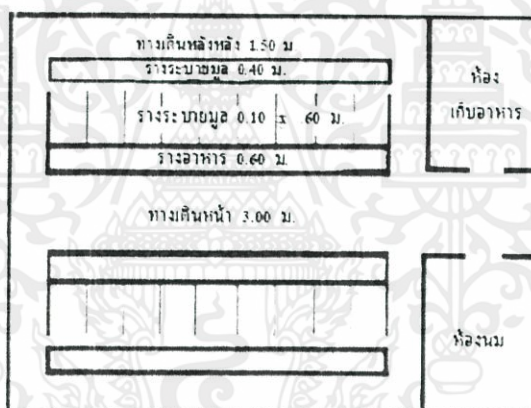 ทางเดินหลังหลัง 1.50 ม
รางระบายมูล 0.40 ม.
รางระบายมูล 0.10 x 60 ม.
รางอาหาร 0.60 ม.
ทางเดินหน้า 3.00 ม.
ห้อง
เก็บอาหาร
ห้องนม